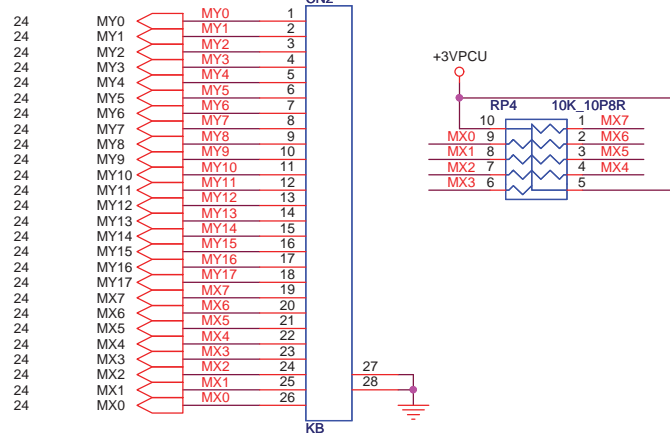 CN2
24 MY0 MY0 1
24 MY1 MY1 2
24 MY2 MY2 3
24 MY3 MY3 4
24 MY4 MY4 5
24 MY5 MY5 6
24 MY6 MY6 7
24 MY7 MY7 8
24 MY8 MY8 9
24 MY9 MY9 10
24 MY10 MY10 11
24 MY11 MY11 12
24 MY12 MY12 13
24 MY13 MY13 14
24 MY14 MY14 15
24 MY15 MY15 16
24 MY16 MY16 17
24 MY17 MY17 18
24 MX7 MX7 19
24 MX6 MX6 20
24 MX5 MX5 21
24 MX4 MX4 22
24 MX3 MX3 23
24 MX2 MX2 24
24 MX1 MX1 25
24 MX0 MX0 26
27
28
KB
+3VPCU
RP4 10K_10P8R
10 1 MX7
MX0 9 2 MX6
MX1 8 3 MX5
MX2 7 4 MX4
MX3 6 5